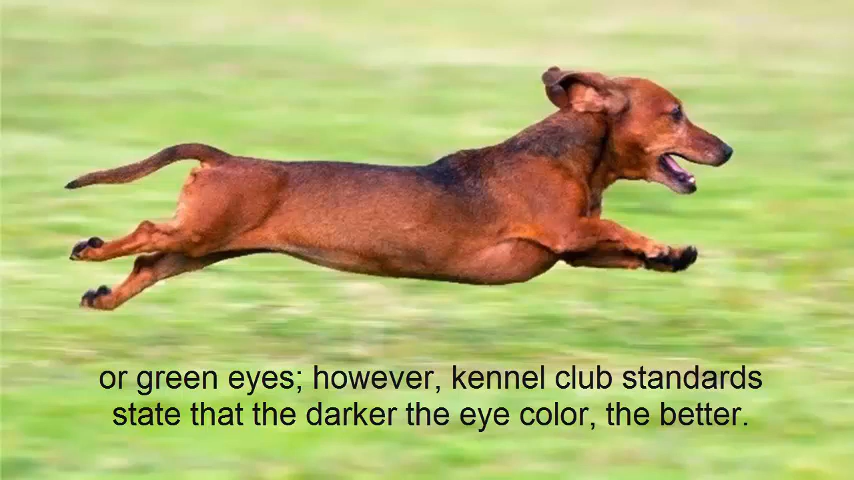 or green eyes; however, kennel club standards
state that the darker the eye color, the better.